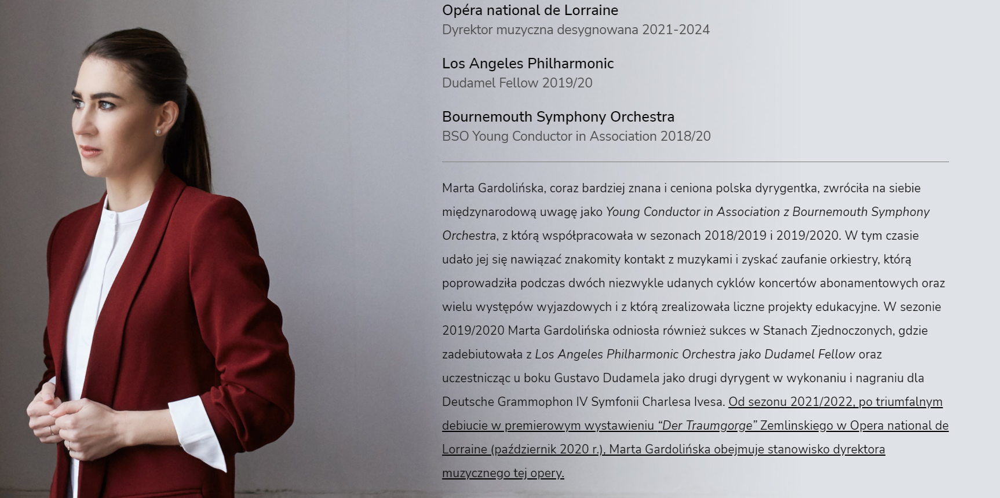 Opéra national de Lorraine
Dyrektor muzyczna desygnowana 2021-2024
Los Angeles Philharmonic
Dudamel Fellow 2019/20
Bournemouth Symphony Orchestra
BSO Young Conductor in Association 2018/20
Marta Gardolińska, coraz bardziej znana i ceniona polska dyrygentka, zwróciła na siebie
międzynarodową uwagę jako Young Conductor in Association z Bournemouth Symphony
Orchestra, z którą współpracowała w sezonach 2018/2019 i 2019/2020. W tym czasie
udało jej się nawiązać znakomity kontakt z muzykami i zyskać zaufanie orkiestry, którą
poprowadziła podczas dwóch niezwykle udanych cyklów koncertów abonamentowych oraz
wielu występów wyjazdowych i z którą zrealizowała liczne projekty edukacyjne. W sezonie
2019/2020 Marta Gardolińska odniosła również sukces w Stanach Zjednoczonych, gdzie
zadebiutowała z Los Angeles Philharmonic Orchestra jako Dudamel Fellow oraz
uczestnicząc u boku Gustavo Dudamela jako drugi dyrygent w wykonaniu i nagraniu dla
Deutsche Grammophon IV Symfonii Charlesa Ivesa. Od sezonu 2021/2022, po triumfalnym
debiucie w premierowym wystawieniu “Der Traumgorge” Zemlinskiego w Opera national de
Lorraine (październik 2020 r.), Marta Gardolińska obejmuje stanowisko dyrektora
muzycznego tej opery.